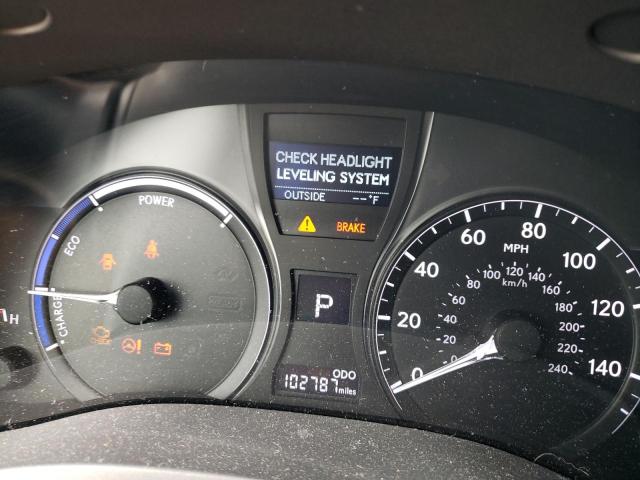 CHECK HEADLIGHT
LEVELING SYSTEM
OUTSIDE --°F
BRAKE
POWER
ECO
CHARGE
H
P
ODO
102787 miles
MPH
km/h
0
20
40
60
80
100
120
140
0
20
40
60
80
100
120
140
160
180
200
220
240